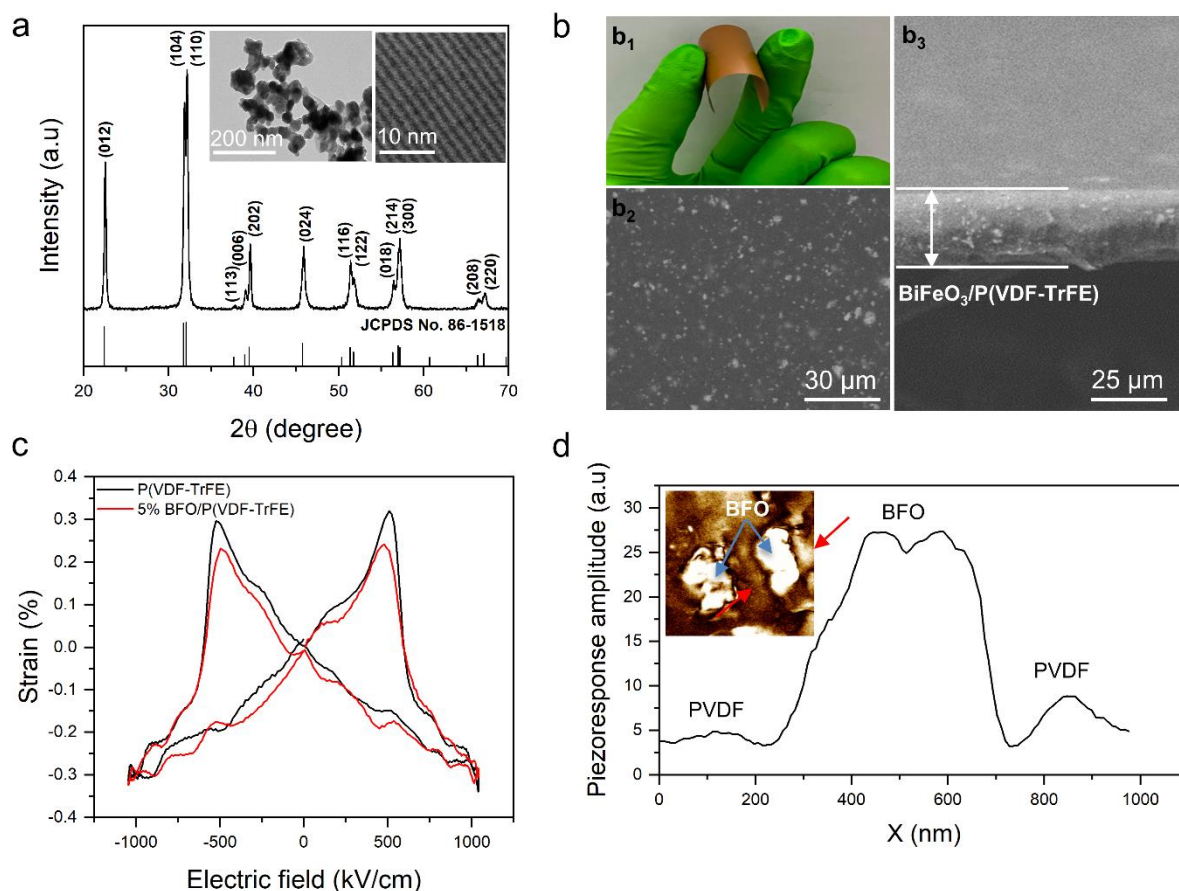 a
(104)
(110)
(012)
200 nm
10 nm
(113)
(006)
(202)
(024)
(116)
(122)
(018)
(214)
(300)
(208)
(220)
Intensity (a.u)
JCPDS No. 86-1518
20 30 40 50 60 70
2θ (degree)
b
b1
b2
30 µm
b3
BiFeO3/P(VDF-TrFE)
25 µm
c
0.4
0.3
0.2
0.1
0.0
-0.1
-0.2
-0.3
-0.4
Strain (%)
P(VDF-TrFE)
5% BFO/P(VDF-TrFE)
-1000 -500 0 500 1000
Electric field (kV/cm)
d
30
25
20
15
10
5
0
Piezoresponse amplitude (a.u)
BFO
BFO
PVDF
PVDF
0 200 400 600 800 1000
X (nm)